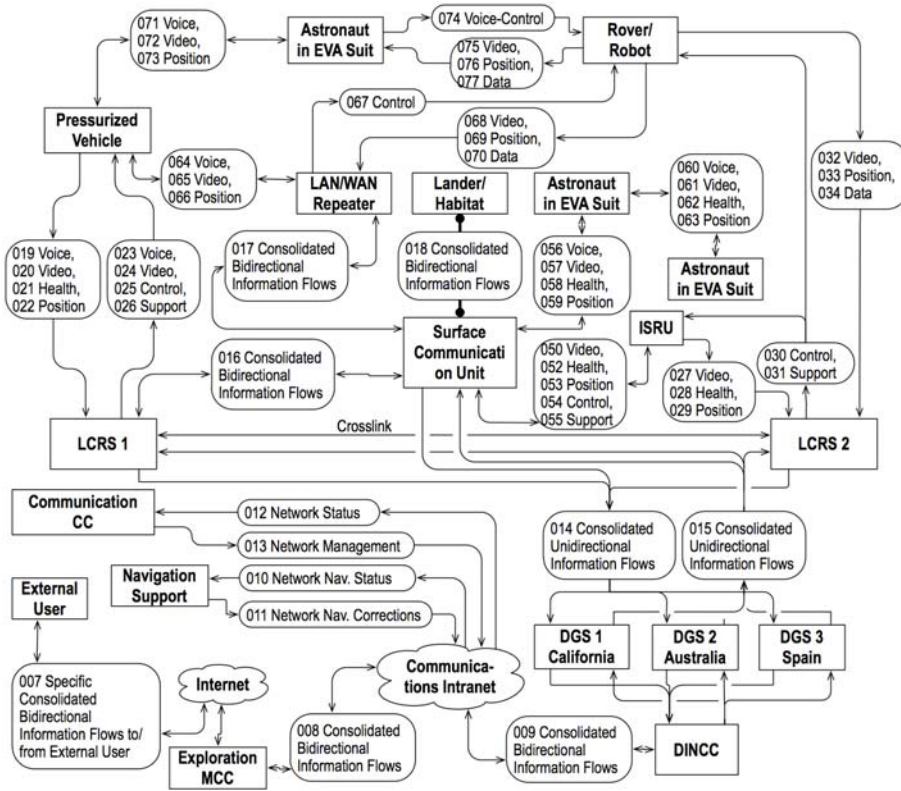 071 Voice,
072 Video,
073 Position
Astronaut
in EVA Suit
074 Voice-Control
075 Video,
076 Position,
077 Data
Rover/
Robot
067 Control
068 Video,
069 Position,
070 Data
Pressurized
Vehicle
064 Voice,
065 Video,
066 Position
LAN/WAN
Repeater
Lander/
Habitat
Astronaut
in EVA Suit
060 Voice,
061 Video,
062 Health,
063 Position
032 Video,
033 Position,
034 Data
019 Voice,
020 Video,
021 Health,
022 Position
023 Voice,
024 Video,
025 Control,
026 Support
017 Consolidated
Bidirectional
Information Flows
018 Consolidated
Bidirectional
Information Flows
056 Voice,
057 Video,
058 Health,
059 Position
Astronaut
in EVA Suit
016 Consolidated
Bidirectional
Information Flows
Surface
Communicati
on Unit
050 Video,
052 Health,
053 Position
054 Control,
055 Support
ISRU
027 Video,
028 Health,
029 Position
030 Control,
031 Support
LCRS 1
Crosslink
LCRS 2
Communication
CC
012 Network Status
013 Network Management
014 Consolidated
Unidirectional
Information Flows
015 Consolidated
Unidirectional
Information Flows
External
User
Navigation
Support
010 Network Nav. Status
011 Network Nav. Corrections
DGS 1
California
DGS 2
Australia
DGS 3
Spain
007 Specific
Consolidated
Bidirectional
Information Flows to/
from External User
Internet
Communica-
tions Intranet
Exploration
MCC
008 Consolidated
Bidirectional
Information Flows
009 Consolidated
Bidirectional
Information Flows
DINCC